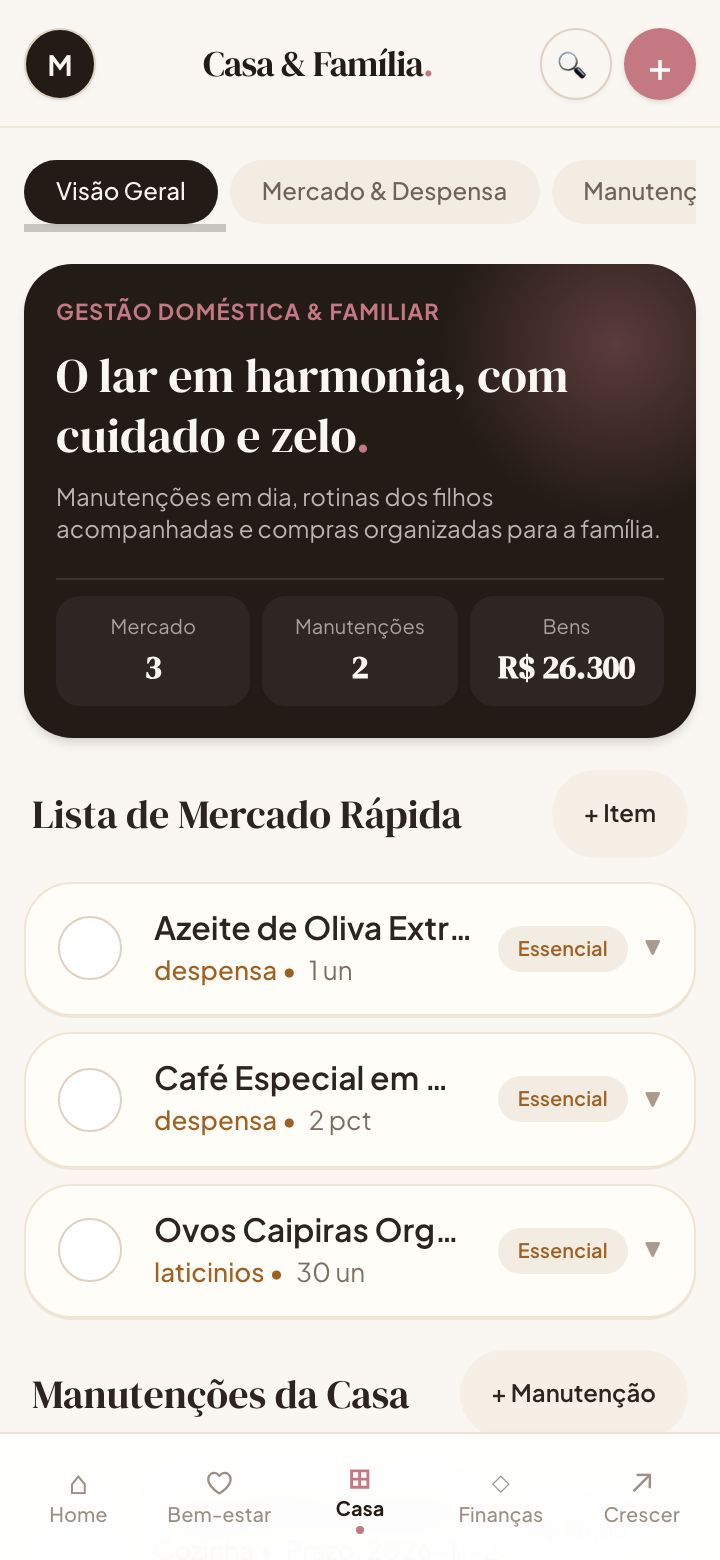 M
Casa & Família.
+
Visão Geral
Mercado & Despensa
Manutenç
GESTÃO DOMÉSTICA & FAMILIAR
O lar em harmonia, com
cuidado e zelo.
Manutenções em dia, rotinas dos filhos
acompanhadas e compras organizadas para a família.
Mercado
3
Manutenções
2
Bens
R$ 26.300
Lista de Mercado Rápida
+ Item
Azeite de Oliva Extr...
despensa • 1 un
Essencial
Café Especial em ...
despensa • 2 pct
Essencial
Ovos Caipiras Org...
laticinios • 30 un
Essencial
Manutenções da Casa
+ Manutenção
Home
Bem-estar
Casa
Finanças
Crescer